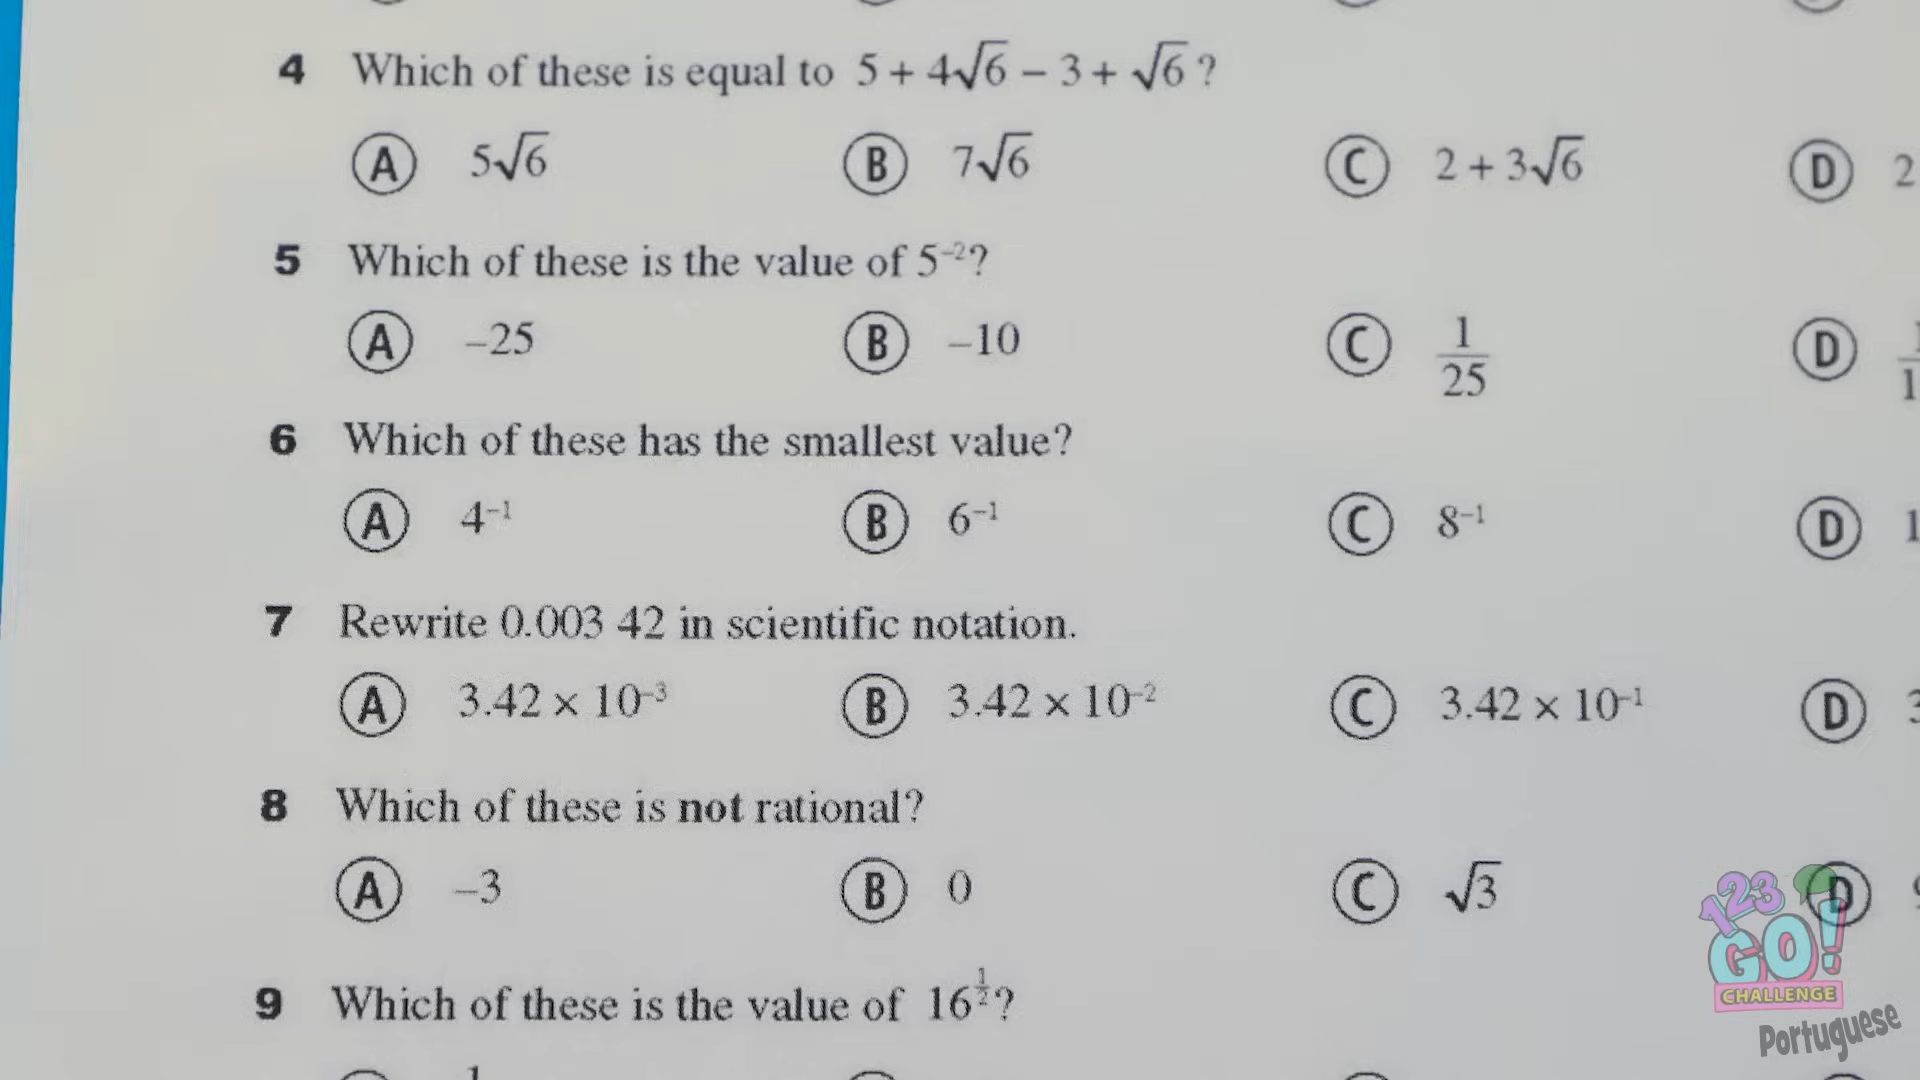 4 Which of these is equal to 5 + 4√6 − 3 + √6 ?
A 5√6 B 7√6 C 2 + 3√6 D 2
5 Which of these is the value of 5⁻²?
A –25 B –10 C 1/25 D
6 Which of these has the smallest value?
A 4⁻¹ B 6⁻¹ C 8⁻¹ D 1
7 Rewrite 0.003 42 in scientific notation.
A 3.42 × 10⁻³ B 3.42 × 10⁻² C 3.42 × 10⁻¹ D 3
8 Which of these is not rational?
A –3 B 0 C √3 D
9 Which of these is the value of 16^½?
123
GO!
CHALLENGE
Portuguese